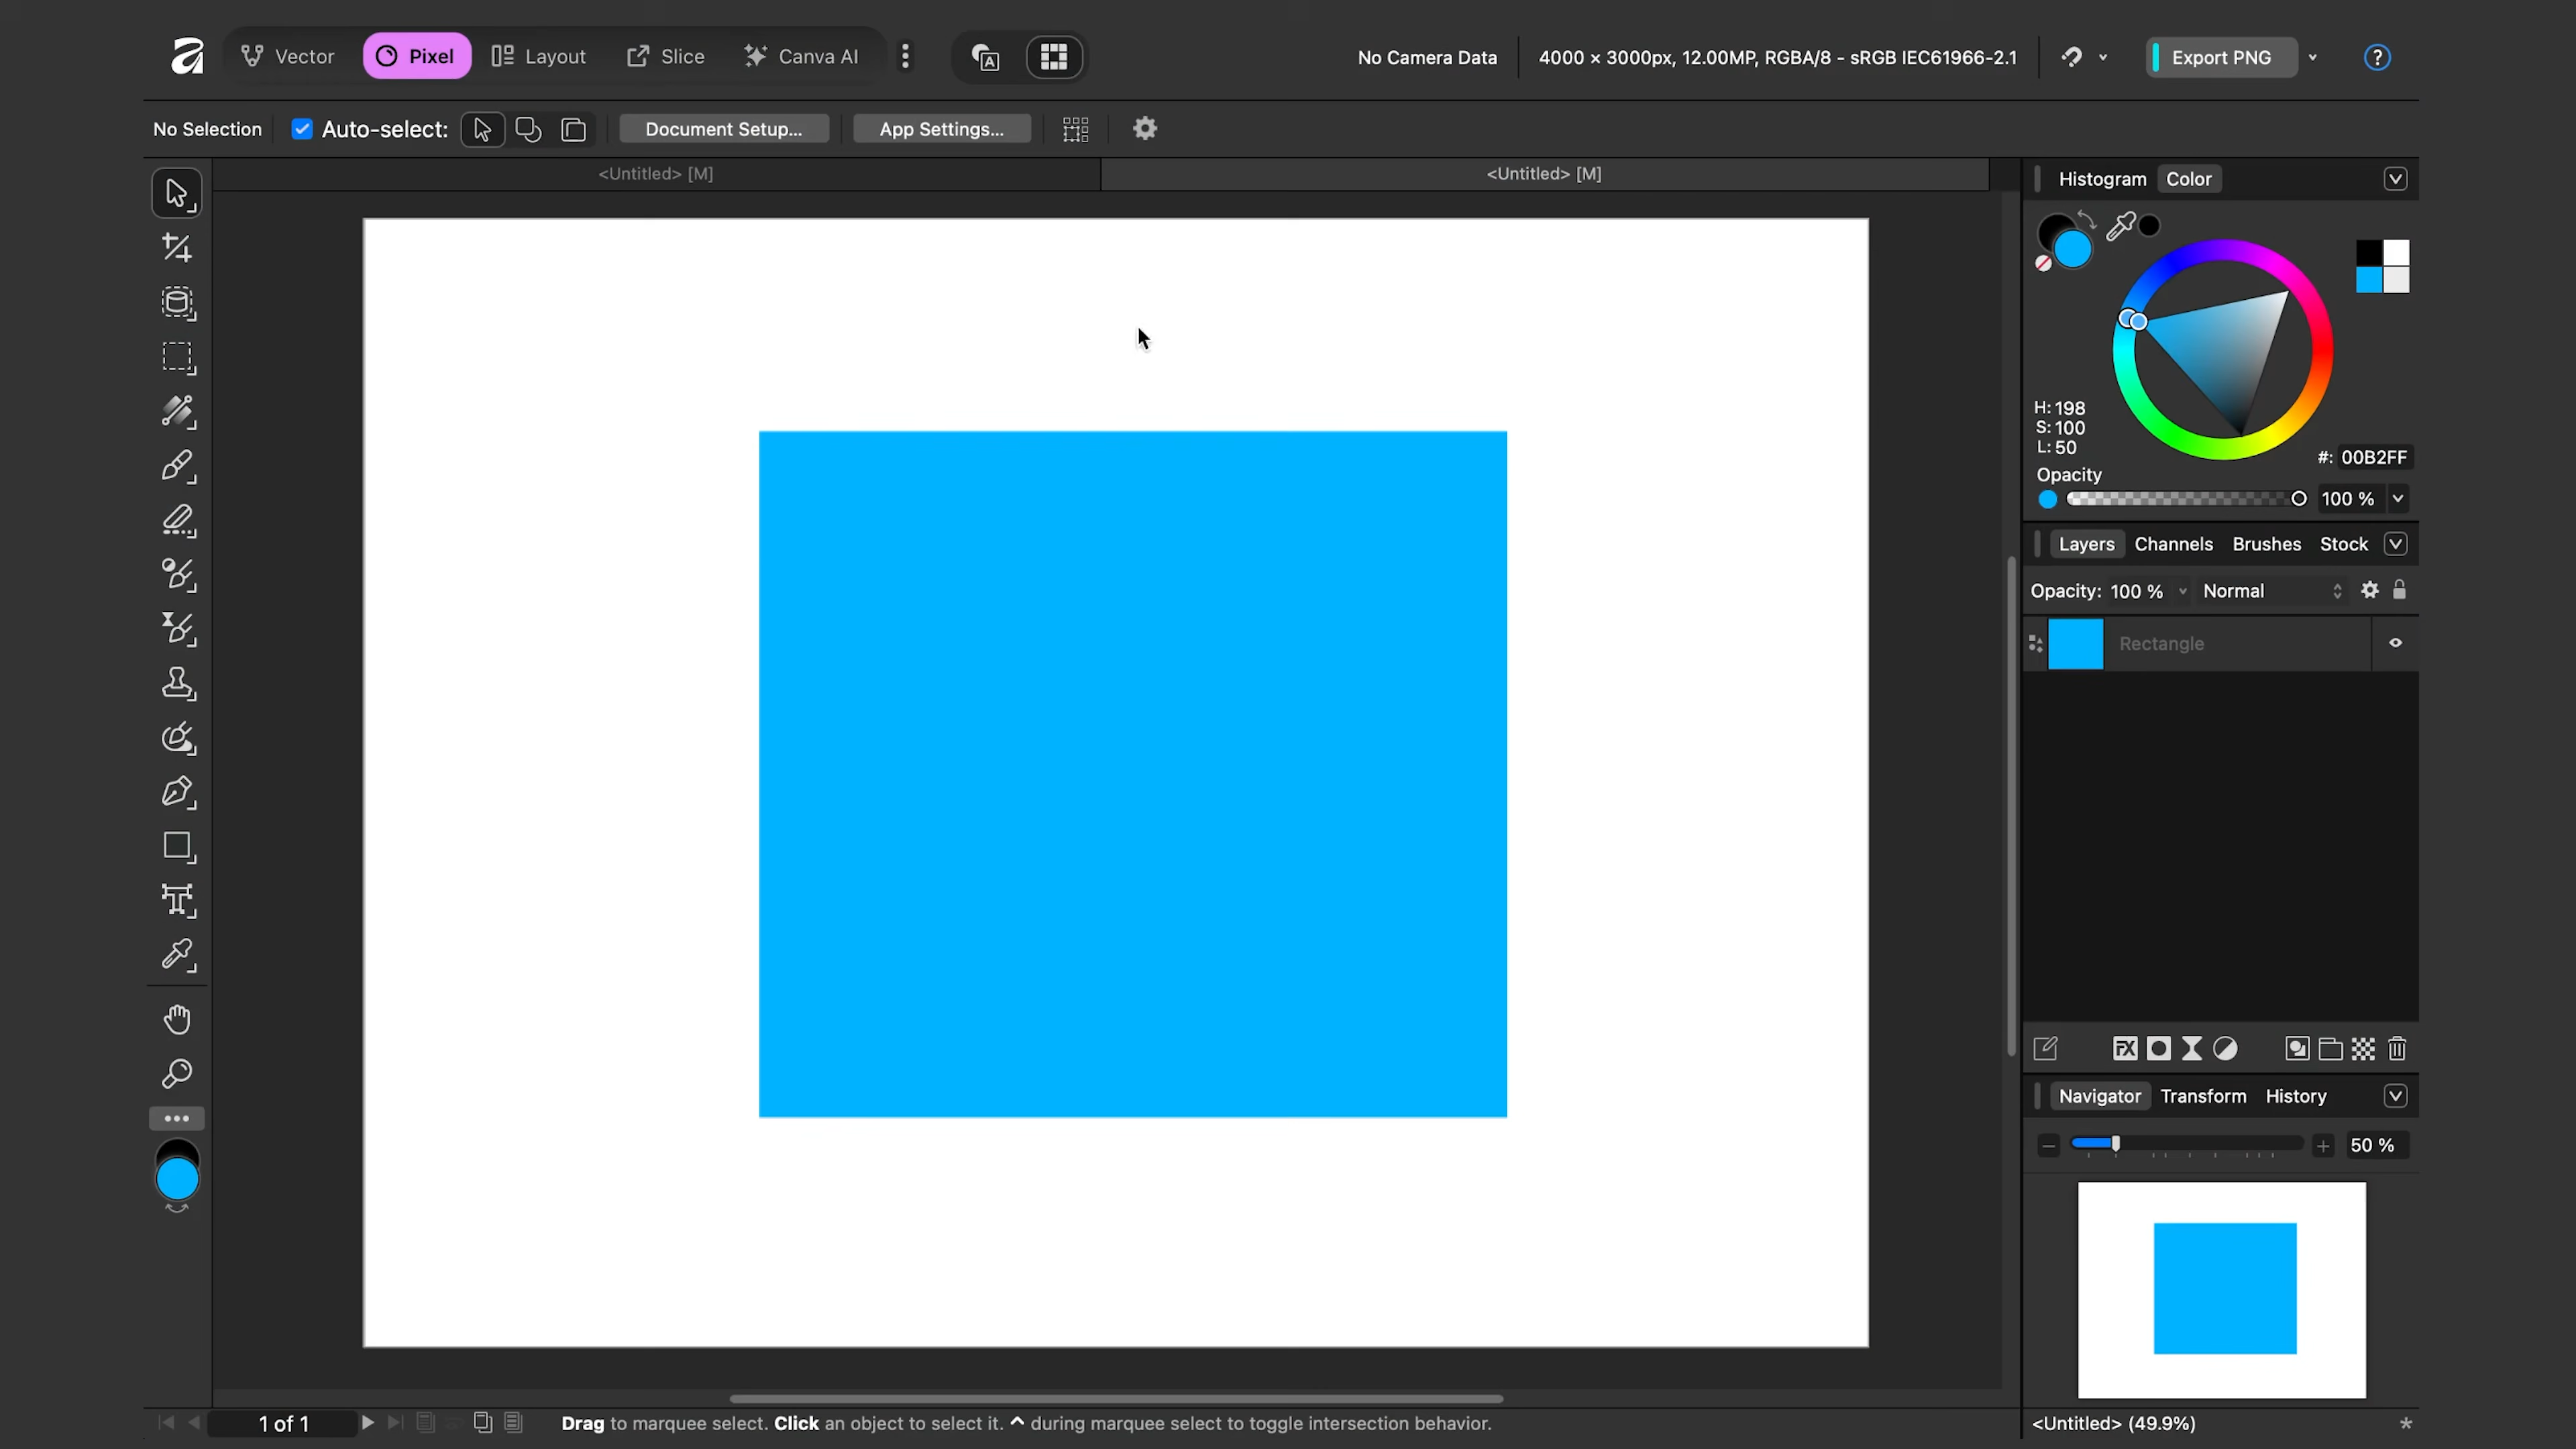 Vector Pixel Layout Slice Canva AI No Camera Data 4000 × 3000px, 12.00MP, RGBA/8 - sRGB IEC61966-2.1 Export PNG ?
No Selection Auto-select: Document Setup... App Settings...
<Untitled> [M] <Untitled> [M]
Histogram Color
H: 198
S: 100
L: 50
#: 00B2FF
Opacity
100 %
Layers Channels Brushes Stock
Opacity: 100 % Normal
Rectangle
FX
Navigator Transform History
50 %
1 of 1 Drag to marquee select. Click an object to select it. ^ during marquee select to toggle intersection behavior. <Untitled> (49.9%) *